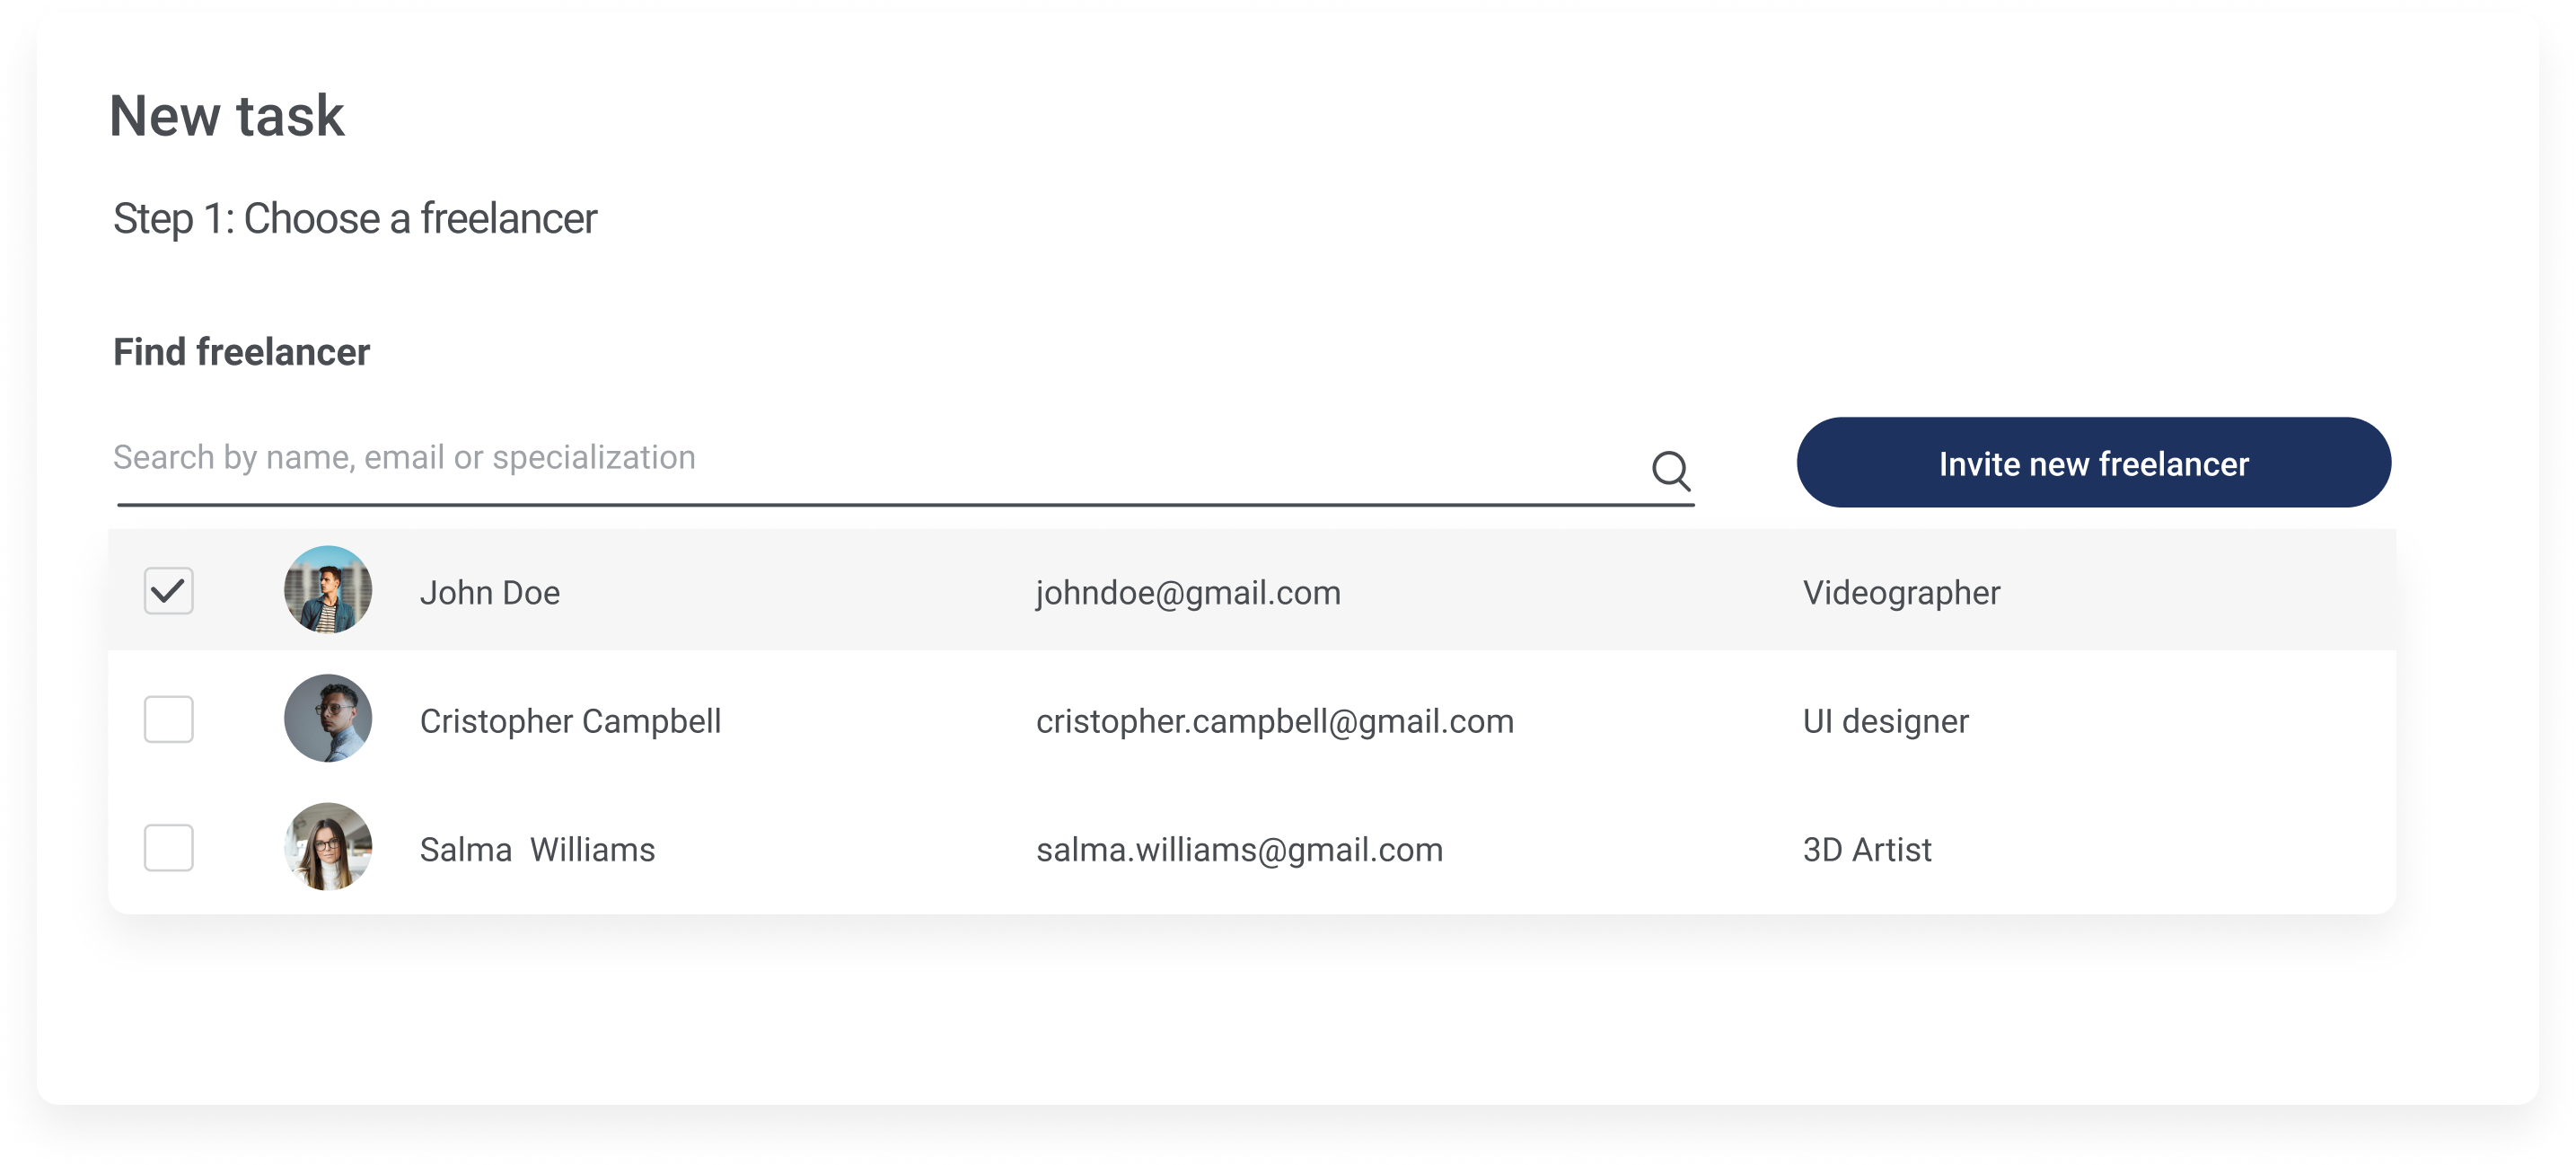 New task
Step 1: Choose a freelancer
Find freelancer
Search by name, email or specialization
Invite new freelancer
John Doe johndoe@gmail.com Videographer
Cristopher Campbell cristopher.campbell@gmail.com UI designer
Salma  Williams salma.williams@gmail.com 3D Artist